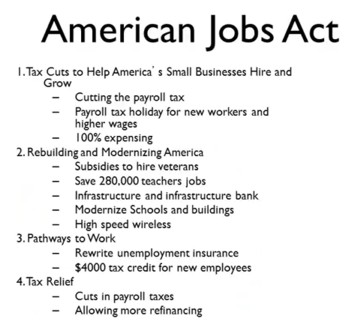 American Jobs Act
1. Tax Cuts to Help America's Small Businesses Hire and
Grow
– Cutting the payroll tax
– Payroll tax holiday for new workers and
higher wages
– 100% expensing
2. Rebuilding and Modernizing America
– Subsidies to hire veterans
– Save 280,000 teachers jobs
– Infrastructure and infrastructure bank
– Modernize Schools and buildings
– High speed wireless
3. Pathways to Work
– Rewrite unemployment insurance
– $4000 tax credit for new employees
4. Tax Relief
– Cuts in payroll taxes
– Allowing more refinancing